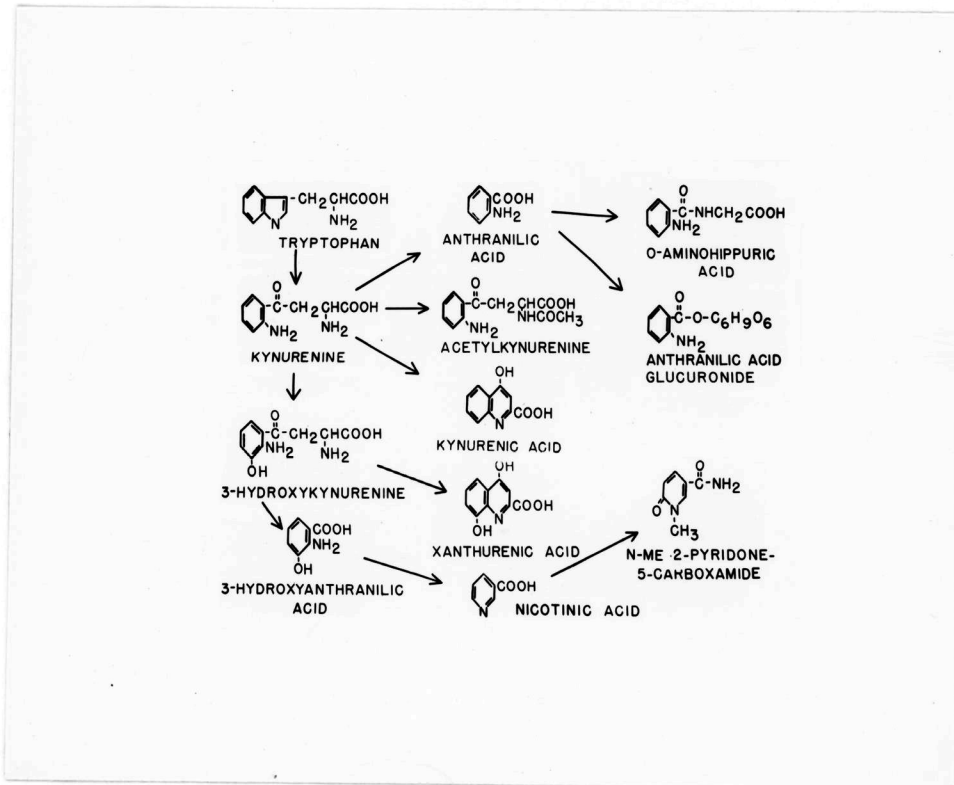 CH2CHCOOH
NH2
N
TRYPTOPHAN
COOH
NH2
ANTHRANILIC
ACID
O
C-NHCH2COOH
NH2
O-AMINOHIPPURIC
ACID
O
C-CH2CHCOOH
NH2
NH2
KYNURENINE
O
C-CH2CHCOOH
NHCOCH3
NH2
ACETYLKYNURENINE
O
C-O-C6H9O6
NH2
ANTHRANILIC ACID
GLUCURONIDE
OH
COOH
N
KYNURENIC ACID
O
C-CH2CHCOOH
NH2
NH2
OH
3-HYDROXYKYNURENINE
OH
COOH
N
OH
XANTHURENIC ACID
O
C-NH2
O
N
CH3
N-ME 2-PYRIDONE-
5-CARBOXAMIDE
COOH
NH2
OH
3-HYDROXYANTHRANILIC
ACID
COOH
N
NICOTINIC ACID